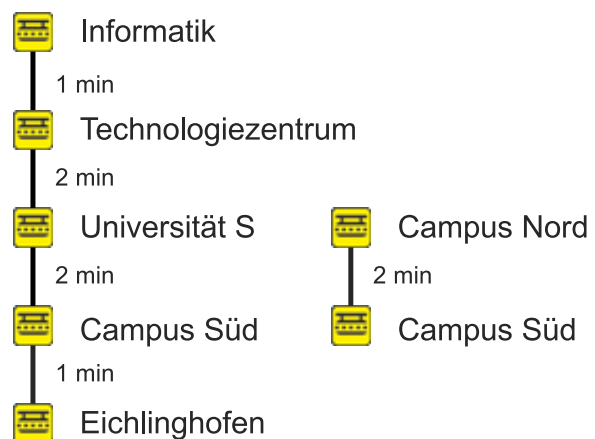 Informatik
1 min
Technologiezentrum
2 min
Universität S
2 min
Campus Süd
1 min
Eichlinghofen
Campus Nord
2 min
Campus Süd